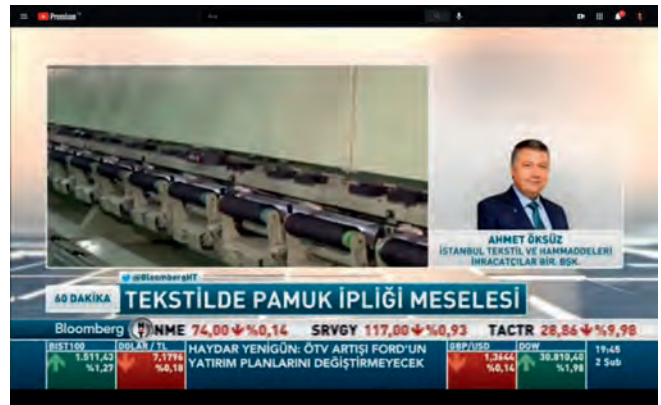 Premium
Ara
AHMET ÖKSÜZ
İSTANBUL TEKSTİL VE HAMMADDELERİ
İHRACATÇILAR BİR. BŞK.
@BloombergHT
60 DAKİKA
TEKSTİLDE PAMUK İPLİĞİ MESELESİ
Bloomberg NME 74,00 %0,14 SRVGY 117,00 %0,93 TACTR 28,86 %9,98
BIST100 1.511,43 %1,27
DOLAR / TL 7,1796 %0,18
HAYDAR YENİGÜN: ÖTV ARTIŞI FORD'UN
YATIRIM PLANLARINI DEĞİŞTİRMEYECEK
GBP/USD 1,3644 %0,14
DOW 30.810,40 %1,98
19:45
2 Şub